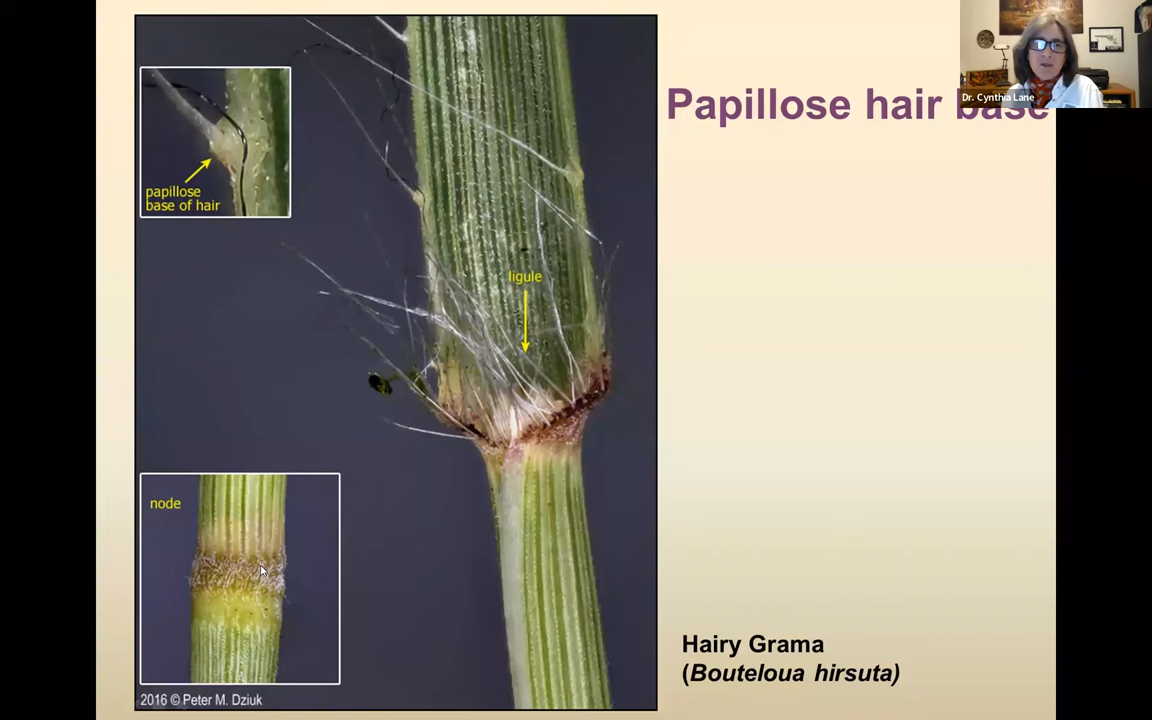 Papillose hair base
Dr. Cynthia Lane
papillose
base of hair
ligule
node
Hairy Grama
(Bouteloua hirsuta)
2016 © Peter M. Dziuk